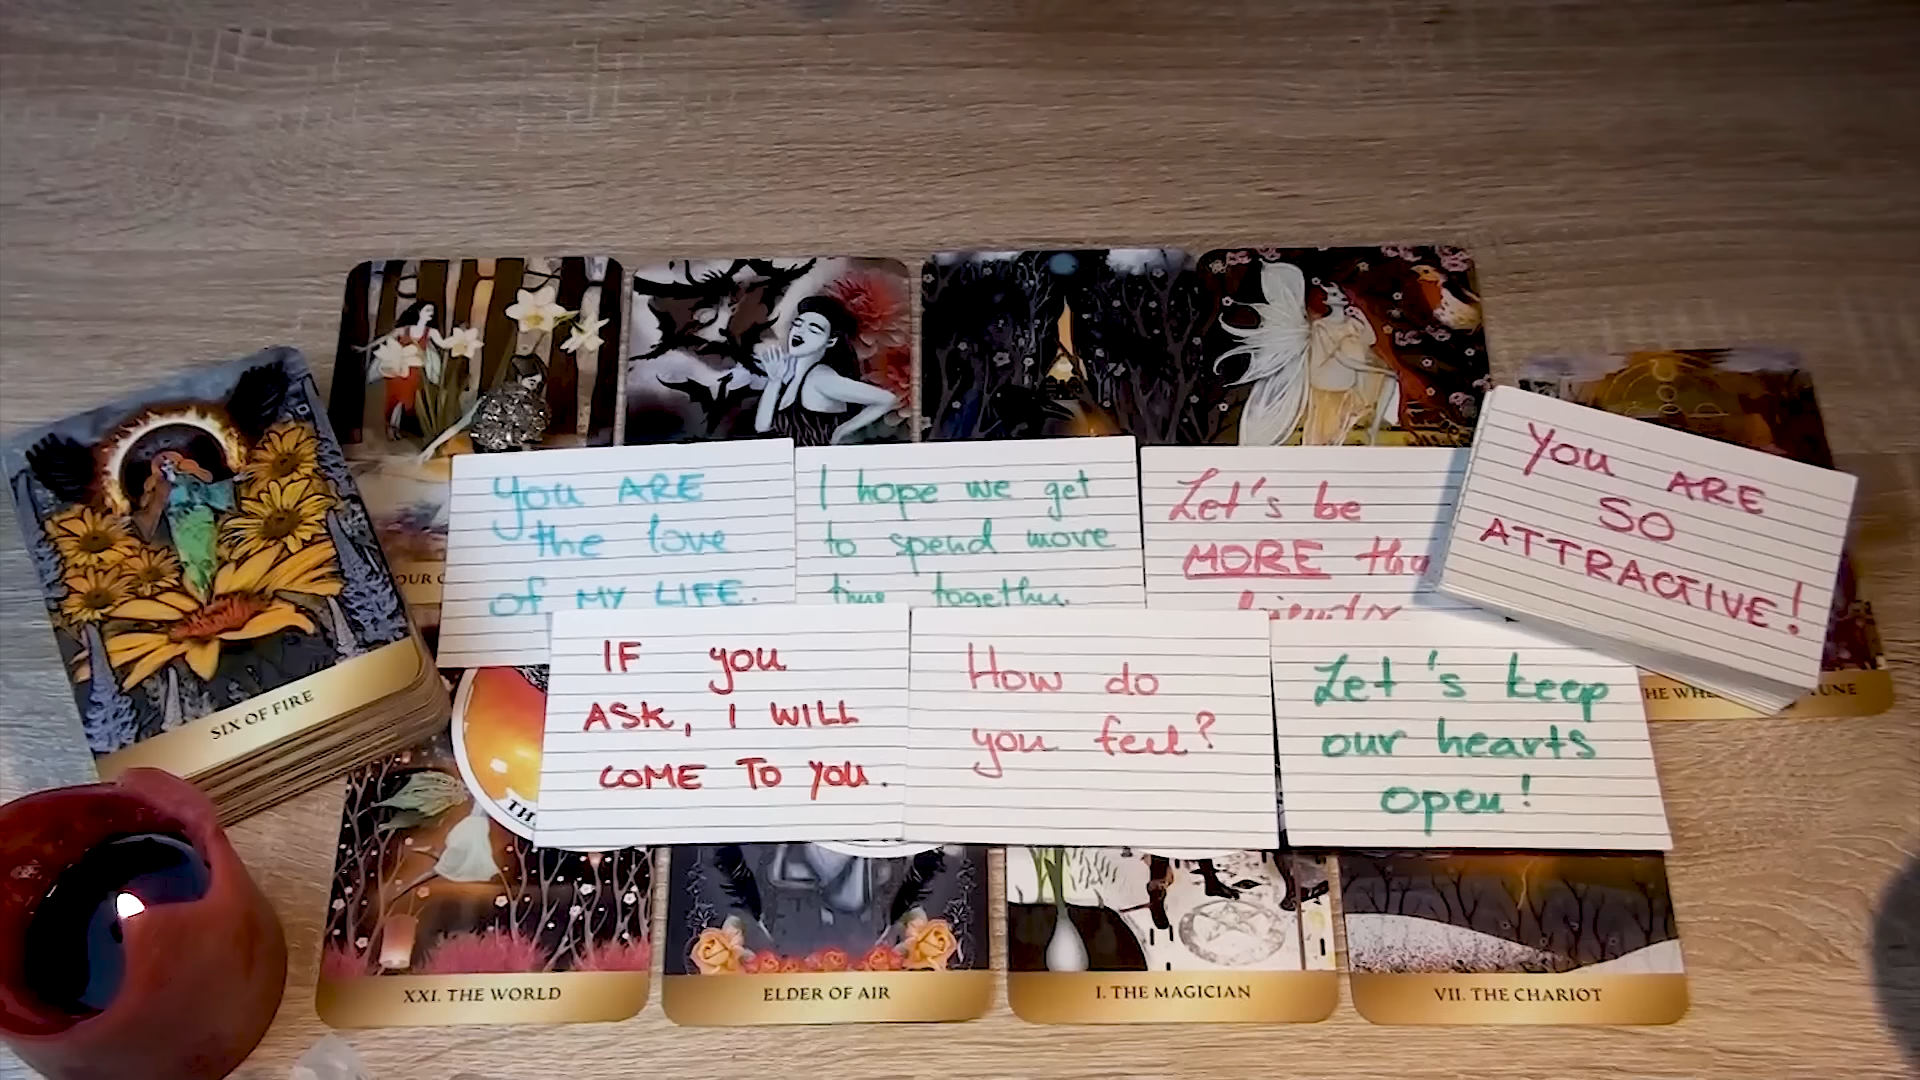 You ARE
the love
of MY LIFE.
I hope we get
to spend more
time together.
Let's be
MORE
You ARE
SO
ATTRACTIVE!
IF you
ASK, I WILL
COME TO YOU.
How do
you feel?
Let's keep
our hearts
open!
SIX OF FIRE
XXI. THE WORLD
ELDER OF AIR
I. THE MAGICIAN
VII. THE CHARIOT